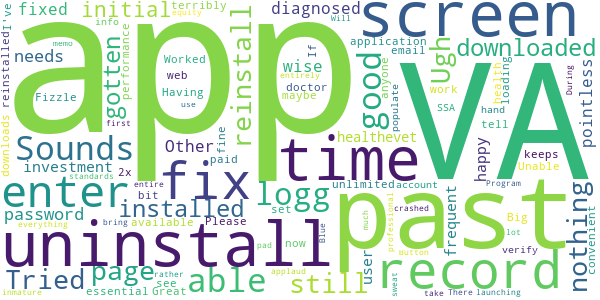 app
VA
screen
past
uninstall
time
fix
record
enter
logg
able
page
still
good
nothing
Tried
Sounds
installed
reinstall
downloaded
initial
diagnosed
Ugh
gotten
needs
fixed
I've
reinstalled
terribly
equity
info
memo
Will
performance
Worked
web
Having
use
wise
If
doctor
maybe
application
email
anyone
populate
work
SSA
health
hand
tell
loading
pointless
During
happy
healthevet
Fizzle
downloads
first
Other
fine
paid
investment
2x
standards
entire
bit
unlimited
account
keeps
Unable
Program
convenient
password
available
Please
set
now
Blue
user
crashed
professional
button
much
frequent
Big
verify
lot
everything
bring
pad
sweat
essential
Great
see
rather
applaud
entirely
take
There
launching
immature